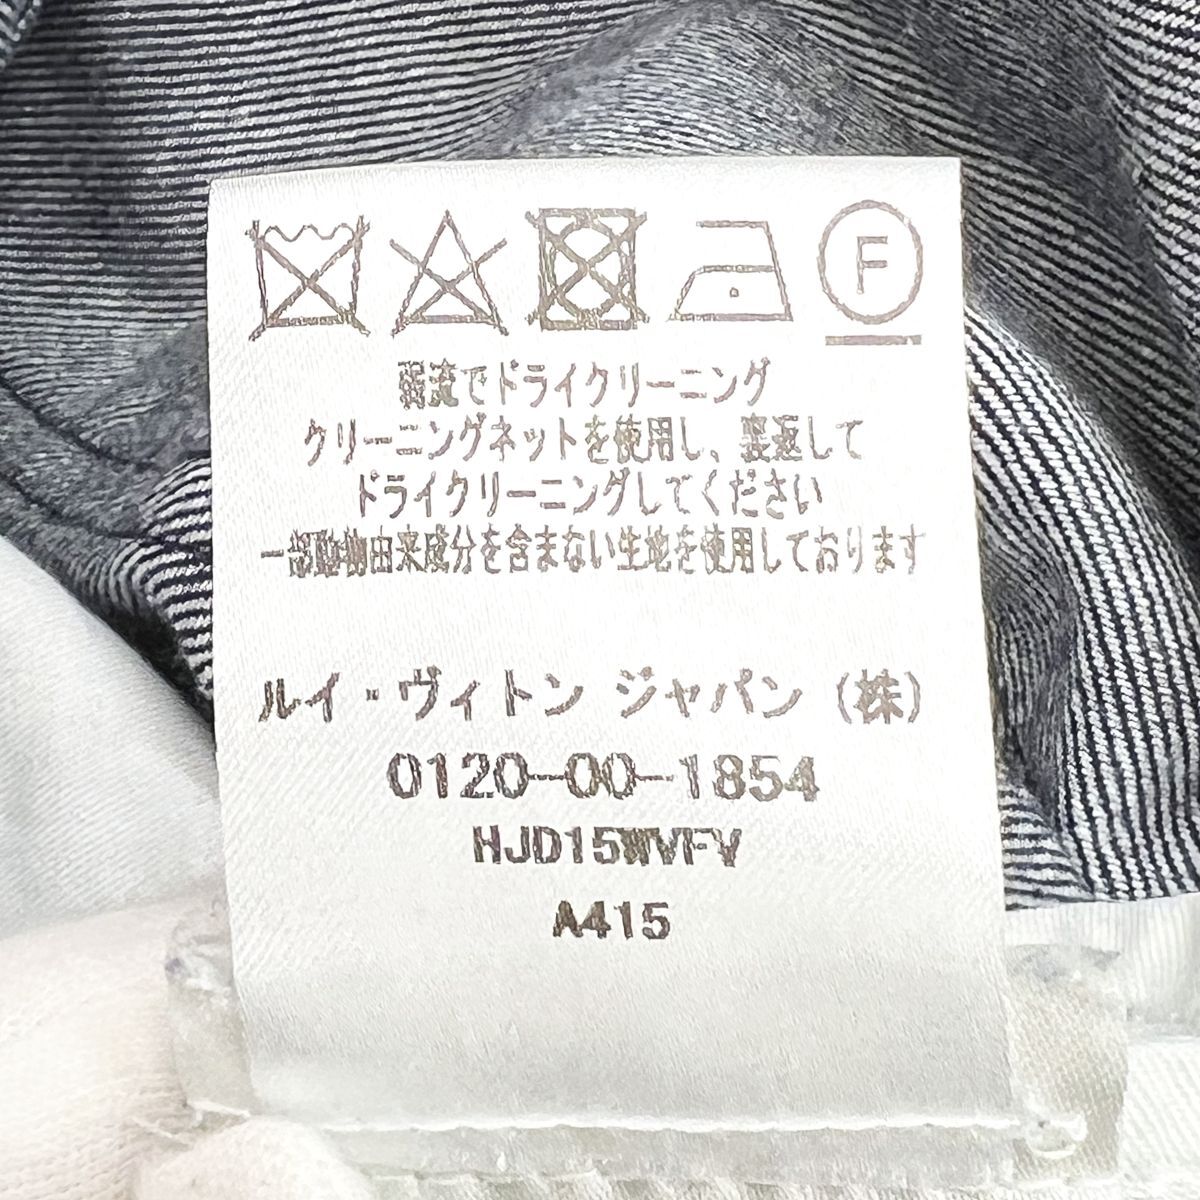 F
弱流でドライクリーニング
クリーニングネットを使用し、裏返して
ドライクリーニングしてください
一部動物由来成分を含まない生地を使用しております
ルイ・ヴィトン ジャパン (株)
0120-00-1854
HJD15WVFV
A415